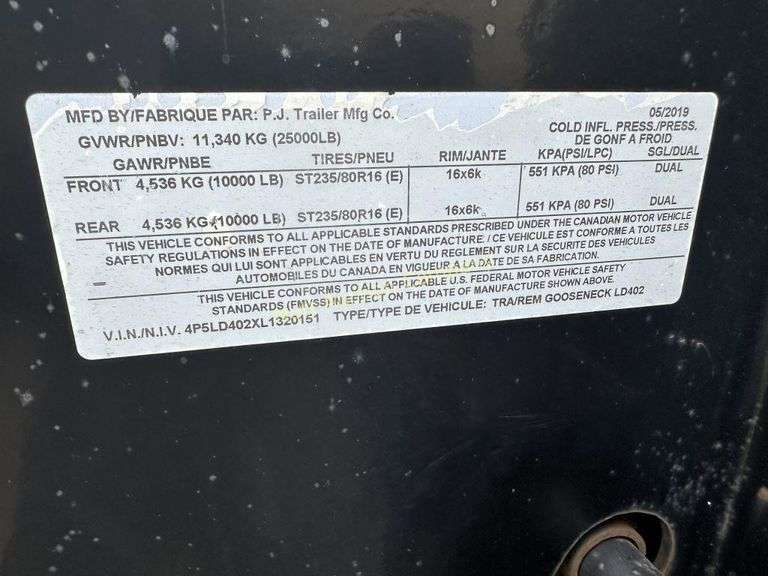 MFD BY/FABRIQUE PAR: P.J. Trailer Mfg Co. 05/2019
GVWR/PNBV: 11,340 KG (25000LB) COLD INFL. PRESS./PRESS. DE GONF A FROID
GAWR/PNBE TIRES/PNEU RIM/JANTE KPA(PSI/LPC) SGL/DUAL
FRONT 4,536 KG (10000 LB) ST235/80R16 (E) 16x6k 551 KPA (80 PSI) DUAL
REAR 4,536 KG (10000 LB) ST235/80R16 (E) 16x6k 551 KPA (80 PSI) DUAL
THIS VEHICLE CONFORMS TO ALL APPLICABLE STANDARDS PRESCRIBED UNDER THE CANADIAN MOTOR VEHICLE
SAFETY REGULATIONS IN EFFECT ON THE DATE OF MANUFACTURE. / CE VEHICULE EST CONFORME A TOUTES LES
NORMES QUI LUI SONT APPLICABLES EN VERTU DU REGLEMENT SUR LA SECURITE DES VEHICULES
AUTOMOBILES DU CANADA EN VIGUEUR A LA DATE DE SA FABRICATION.
THIS VEHICLE CONFORMS TO ALL APPLICABLE U.S. FEDERAL MOTOR VEHICLE SAFETY
STANDARDS (FMVSS) IN EFFECT ON THE DATE OF MANUFACTURE SHOWN ABOVE.
V.I.N./N.I.V. 4P5LD402XL1320151 TYPE/TYPE DE VEHICULE: TRA/REM GOOSENECK LD402